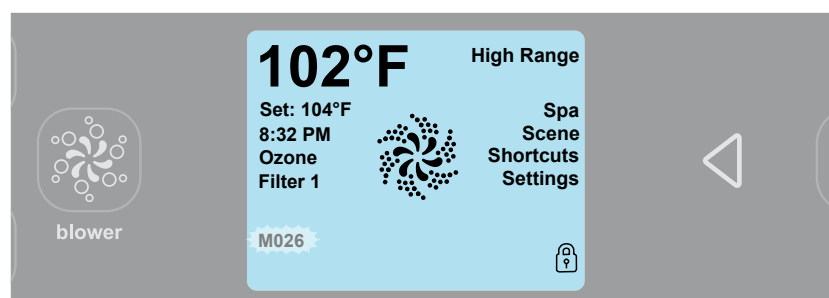 102°F
High Range
Set: 104°F
8:32 PM
Ozone
Filter 1
Spa
Scene
Shortcuts
Settings
blower
M026